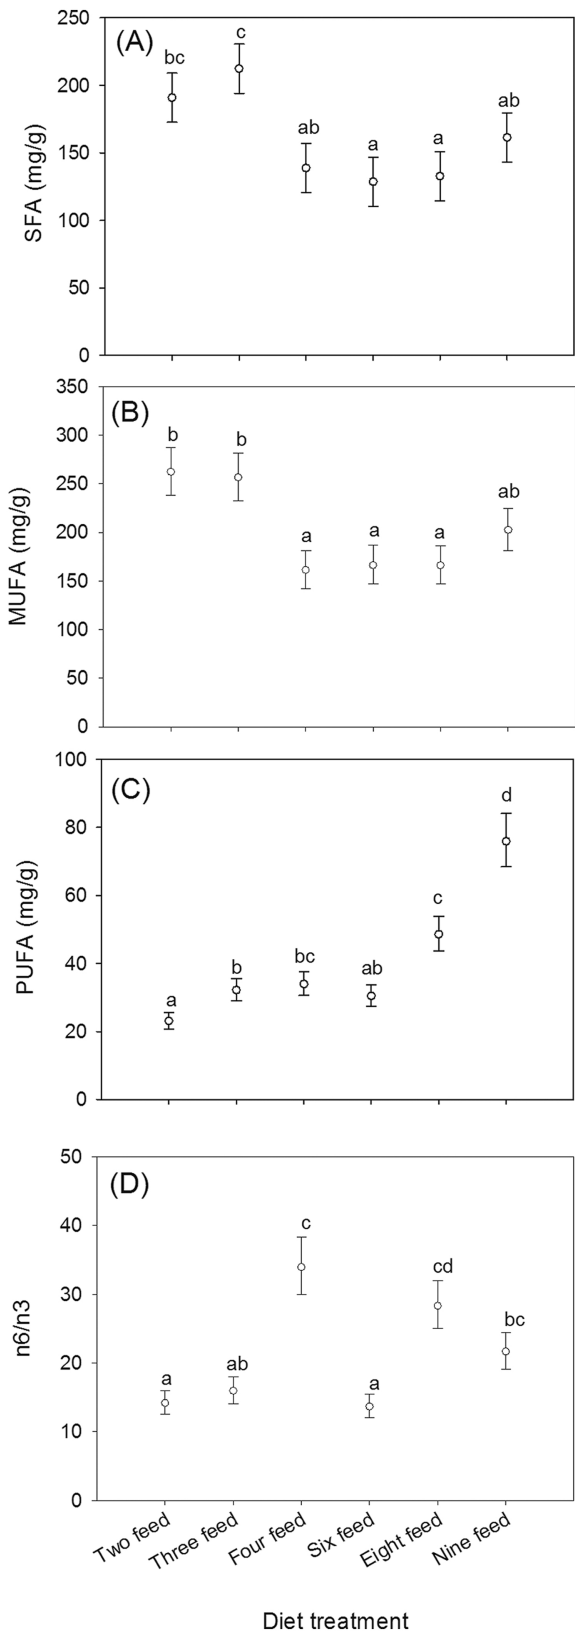 (A)
SFA (mg/g)
250
200
150
100
50
0
bc
c
ab
a
a
ab
(B)
MUFA (mg/g)
350
300
250
200
150
100
50
0
b
b
a
a
a
ab
(C)
PUFA (mg/g)
100
80
60
40
20
0
a
b
bc
ab
c
d
(D)
n6/n3
50
40
30
20
10
0
a
ab
c
a
cd
bc
Two feed
Three feed
Four feed
Six feed
Eight feed
Nine feed
Diet treatment